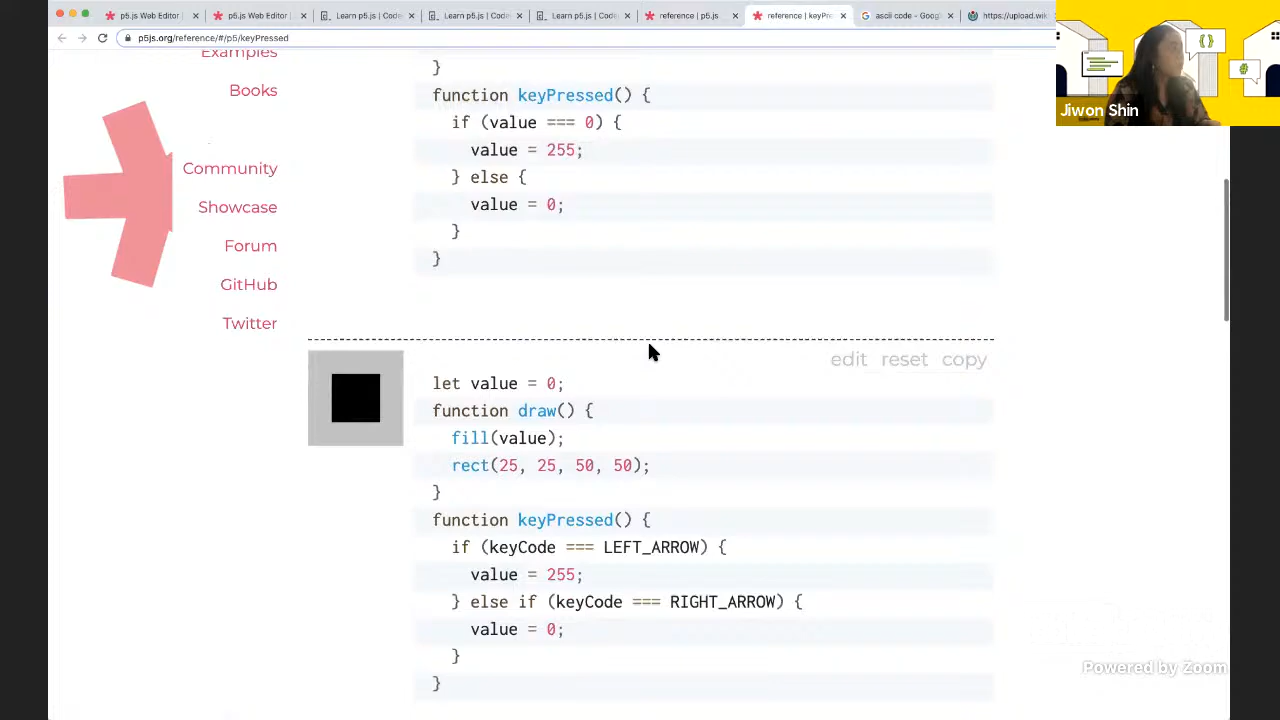 p5.js Web Editor
p5.js Web Editor
Learn p5.js | Code
Learn p5.js | Code
Learn p5.js | Code
reference | p5.js
reference | keyPre
ascii code - Goog
https://upload.wik
p5js.org/reference/#/p5/keyPressed
Examples
Books
Community
Showcase
Forum
GitHub
Twitter
}
function keyPressed() {
if (value === 0) {
value = 255;
} else {
value = 0;
}
}
edit reset copy
let value = 0;
function draw() {
fill(value);
rect(25, 25, 50, 50);
}
function keyPressed() {
if (keyCode === LEFT_ARROW) {
value = 255;
} else if (keyCode === RIGHT_ARROW) {
value = 0;
}
}
{}
#
Jiwon Shin
Powered by Zoom